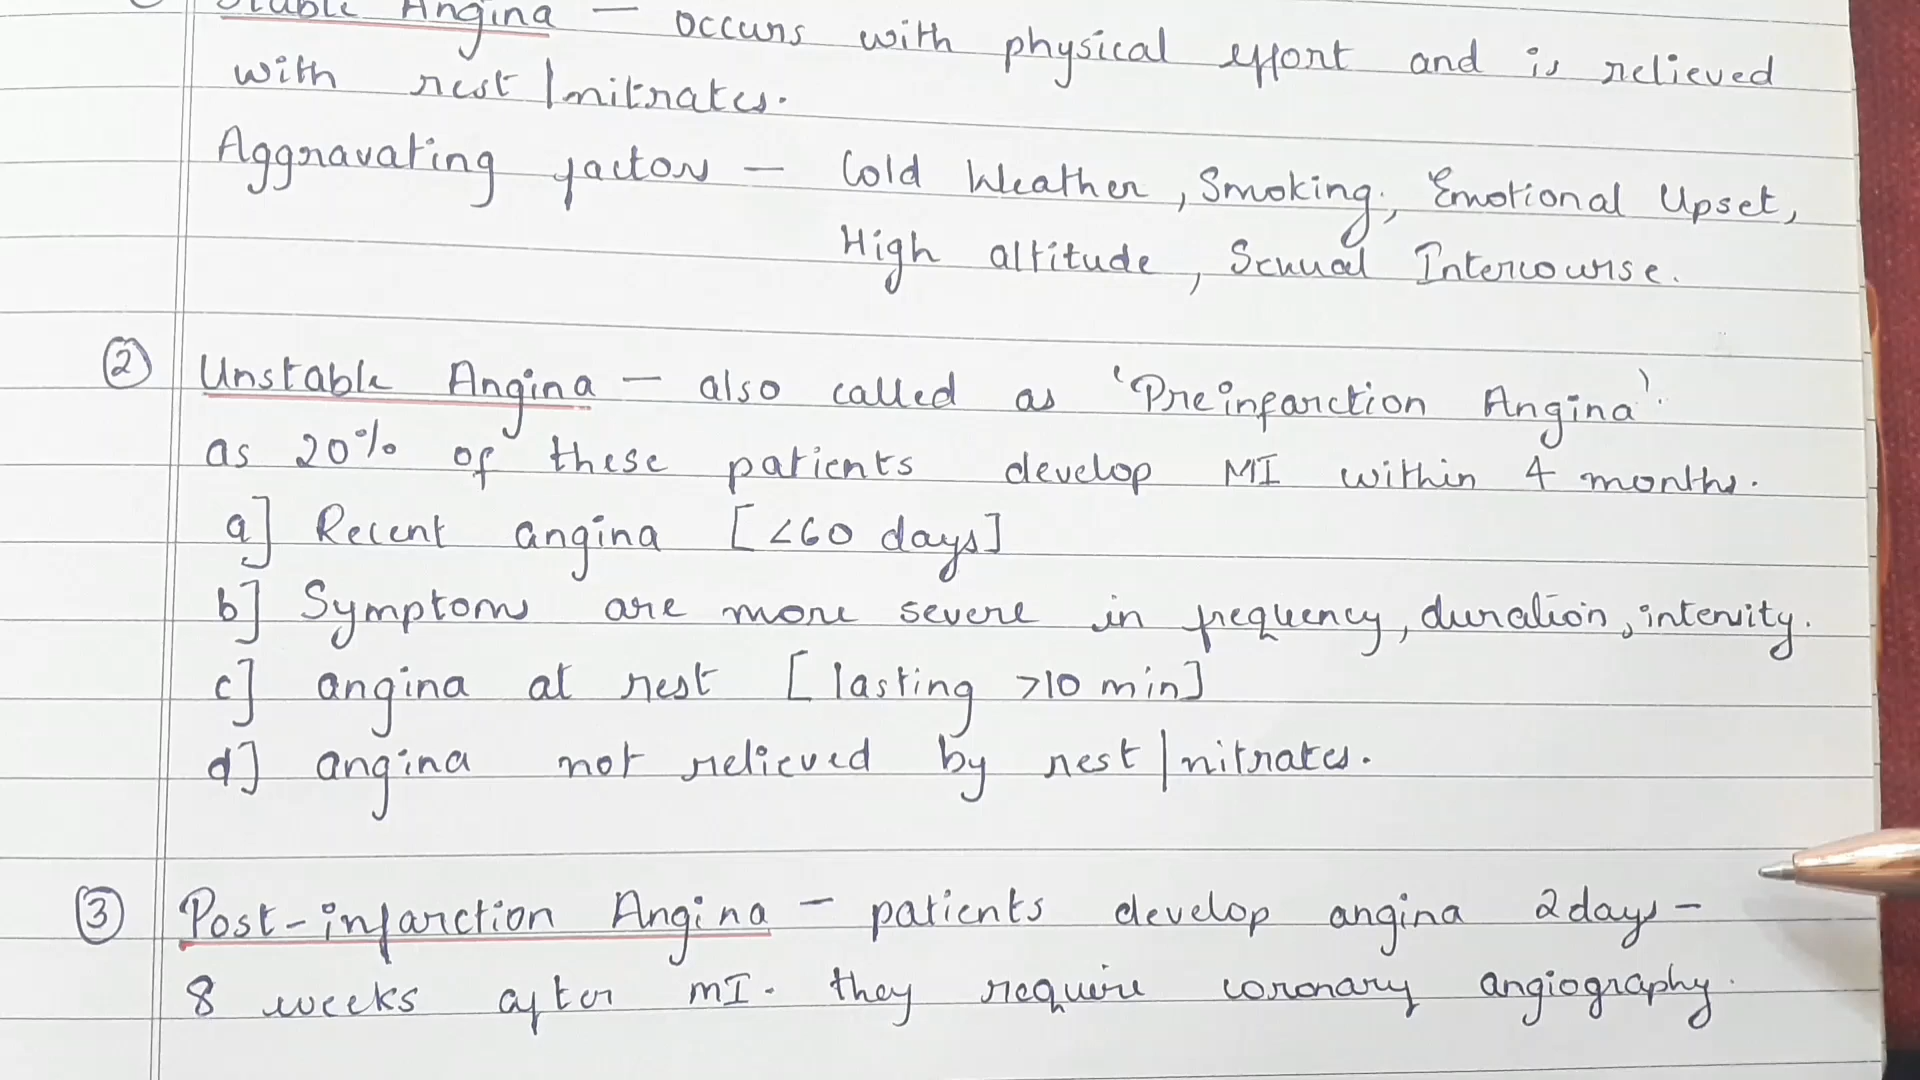 Stable Angina — occurs with physical effort and is relieved
with rest/nitrates.
Aggravating factors — Cold Weather, Smoking, Emotional Upset,
High altitude, Sexual Intercourse.
② Unstable Angina — also called as 'Preinfarction Angina'.
as 20% of these patients develop MI within 4 months.
a] Recent angina [<60 days]
b] Symptoms are more severe in frequency, duration, intensity.
c] angina at rest [lasting >10 min]
d] angina not relieved by rest/nitrates.
③ Post-infarction Angina — patients develop angina 2days -
8 weeks after MI. they require coronary angiography.